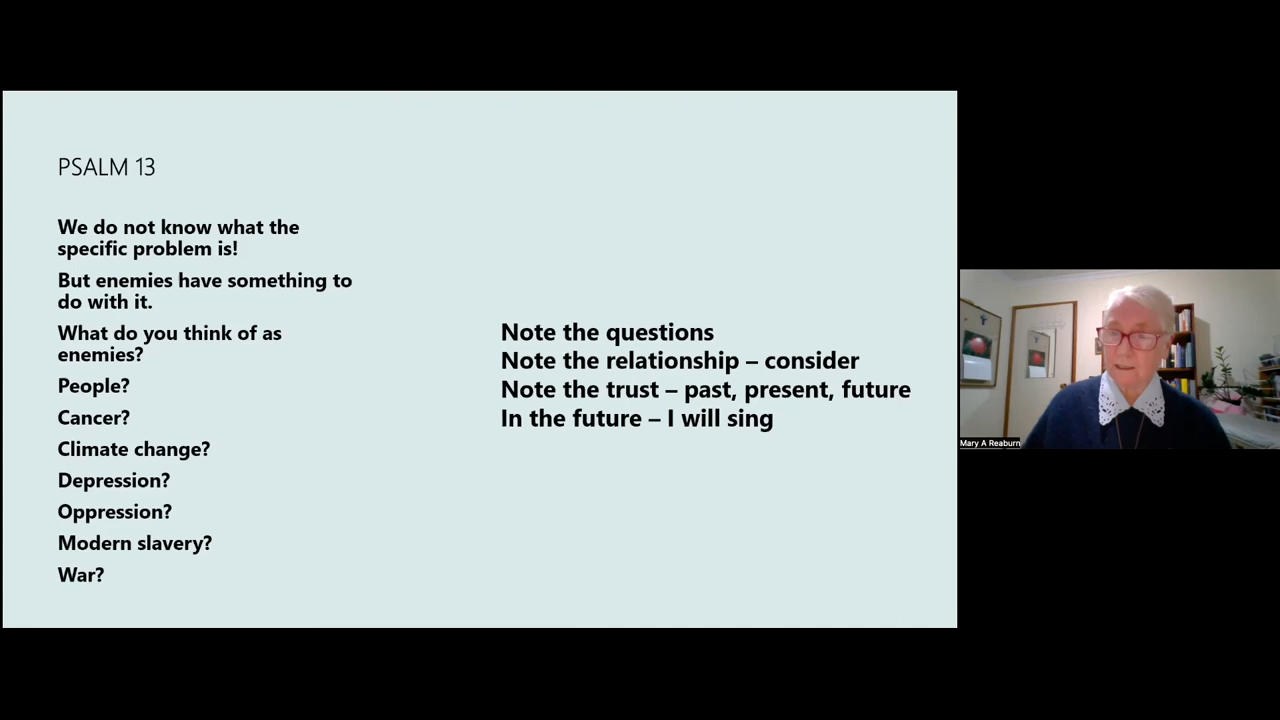 PSALM 13
We do not know what the
specific problem is!
But enemies have something to
do with it.
What do you think of as
enemies?
People?
Cancer?
Climate change?
Depression?
Oppression?
Modern slavery?
War?
Note the questions
Note the relationship – consider
Note the trust – past, present, future
In the future – I will sing
Mary A Reaburn